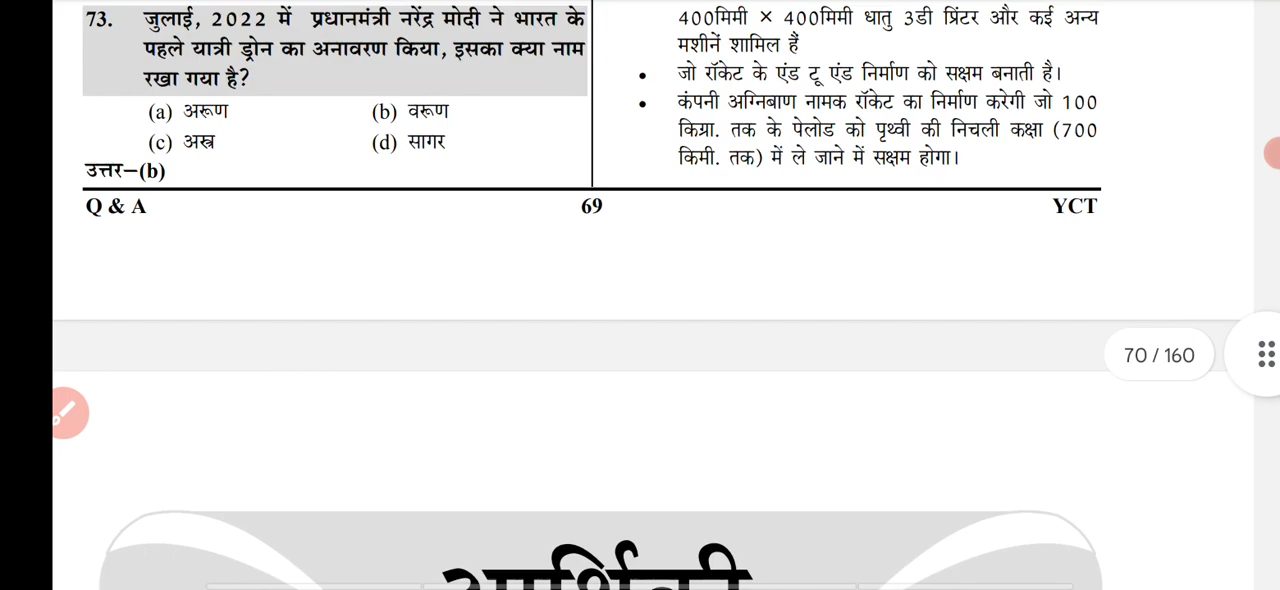 73. जुलाई, 2022 में प्रधानमंत्री नरेंद्र मोदी ने भारत के
पहले यात्री ड्रोन का अनावरण किया, इसका क्या नाम
रखा गया है?
(a) अरूण (b) वरूण
(c) अस्त्र (d) सागर
उत्तर–(b)
400मिमी × 400मिमी धातु 3डी प्रिंटर और कई अन्य
मशीनें शामिल हैं
• जो रॉकेट के एंड टू एंड निर्माण को सक्षम बनाती है।
• कंपनी अग्निबाण नामक रॉकेट का निर्माण करेगी जो 100
किग्रा. तक के पेलोड को पृथ्वी की निचली कक्षा (700
किमी. तक) में ले जाने में सक्षम होगा।
Q & A 69 YCT
70 / 160